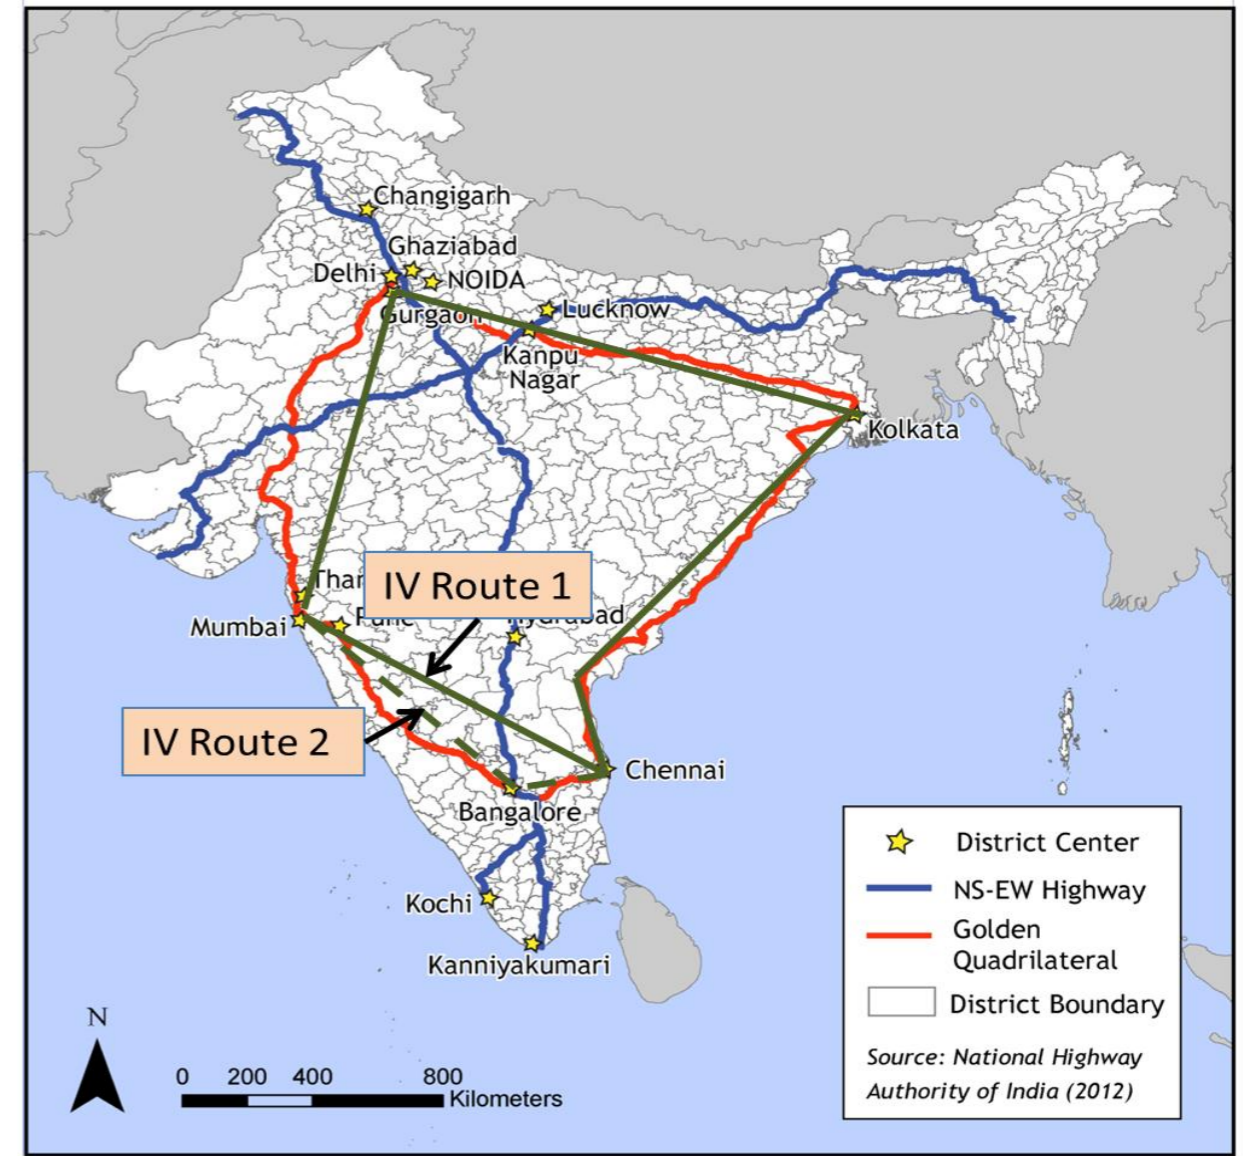 Changigarh
Ghaziabad
Delhi
NOIDA
Gurgaon
Lucknow
Kanpu
Nagar
Kolkata
IV Route 1
Mumbai
Pune
IV Route 2
Chennai
Bangalore
Kochi
Kanniyakumari
N
0 200 400 800
Kilometers
District Center
NS-EW Highway
Golden
Quadrilateral
District Boundary
Source: National Highway
Authority of India (2012)